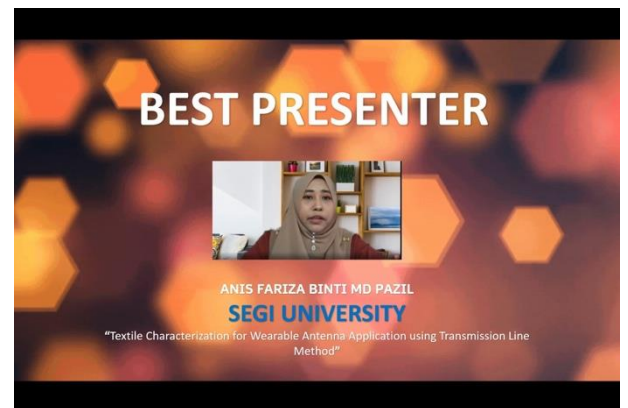 BEST PRESENTER
ANIS FARIZA BINTI MD PAZIL
SEGI UNIVERSITY
"Textile Characterization for Wearable Antenna Application using Transmission Line
Method"